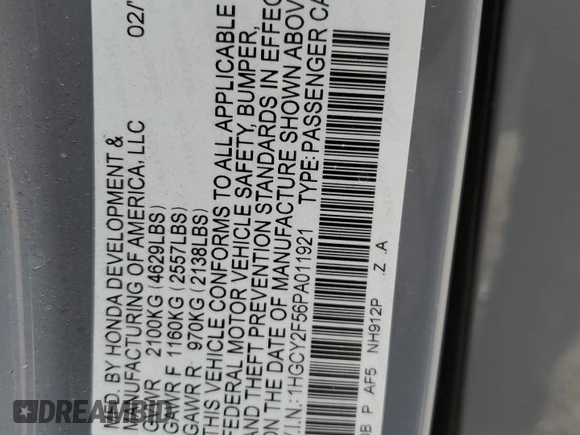 02/
MFD. BY HONDA DEVELOPMENT &
MANUFACTURING OF AMERICA, LLC
GVWR 2100KG (4629LBS)
GAWR F 1160KG (2557LBS)
GAWR R 970KG (2138LBS)
THIS VEHICLE CONFORMS TO ALL APPLICABLE
FEDERAL MOTOR VEHICLE SAFETY, BUMPER,
AND THEFT PREVENTION STANDARDS IN EFFEC
ON THE DATE OF MANUFACTURE SHOWN ABOV
V.I.N.: 1HGCY2F56PA011921 TYPE: PASSENGER CA
0B P AF5 NH912P .Z .A
DREAMBID